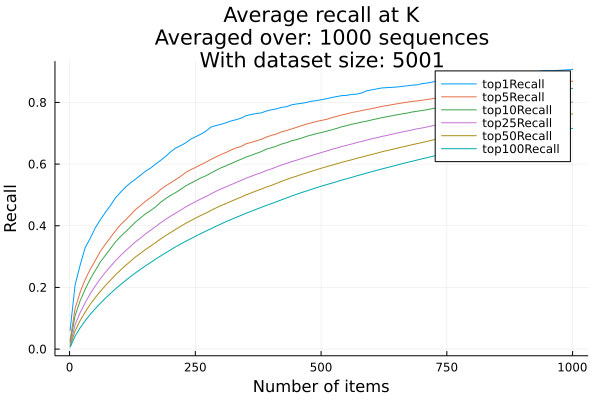 Average recall at K
Averaged over: 1000 sequences
With dataset size: 5001
top1Recall
top5Recall
top10Recall
top25Recall
top50Recall
top100Recall
Recall
0.8
0.6
0.4
0.2
0.0
0
250
500
750
1000
Number of items